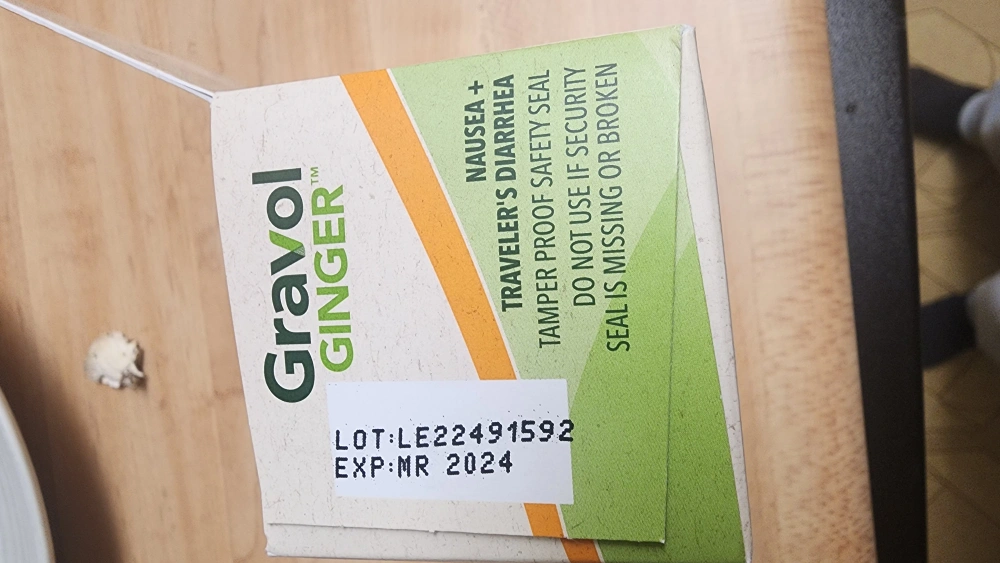 Gravol
GINGER™
NAUSEA +
TRAVELER'S DIARRHEA
TAMPER PROOF SAFETY SEAL
DO NOT USE IF SECURITY
SEAL IS MISSING OR BROKEN
LOT:LE22491592
EXP:MR 2024